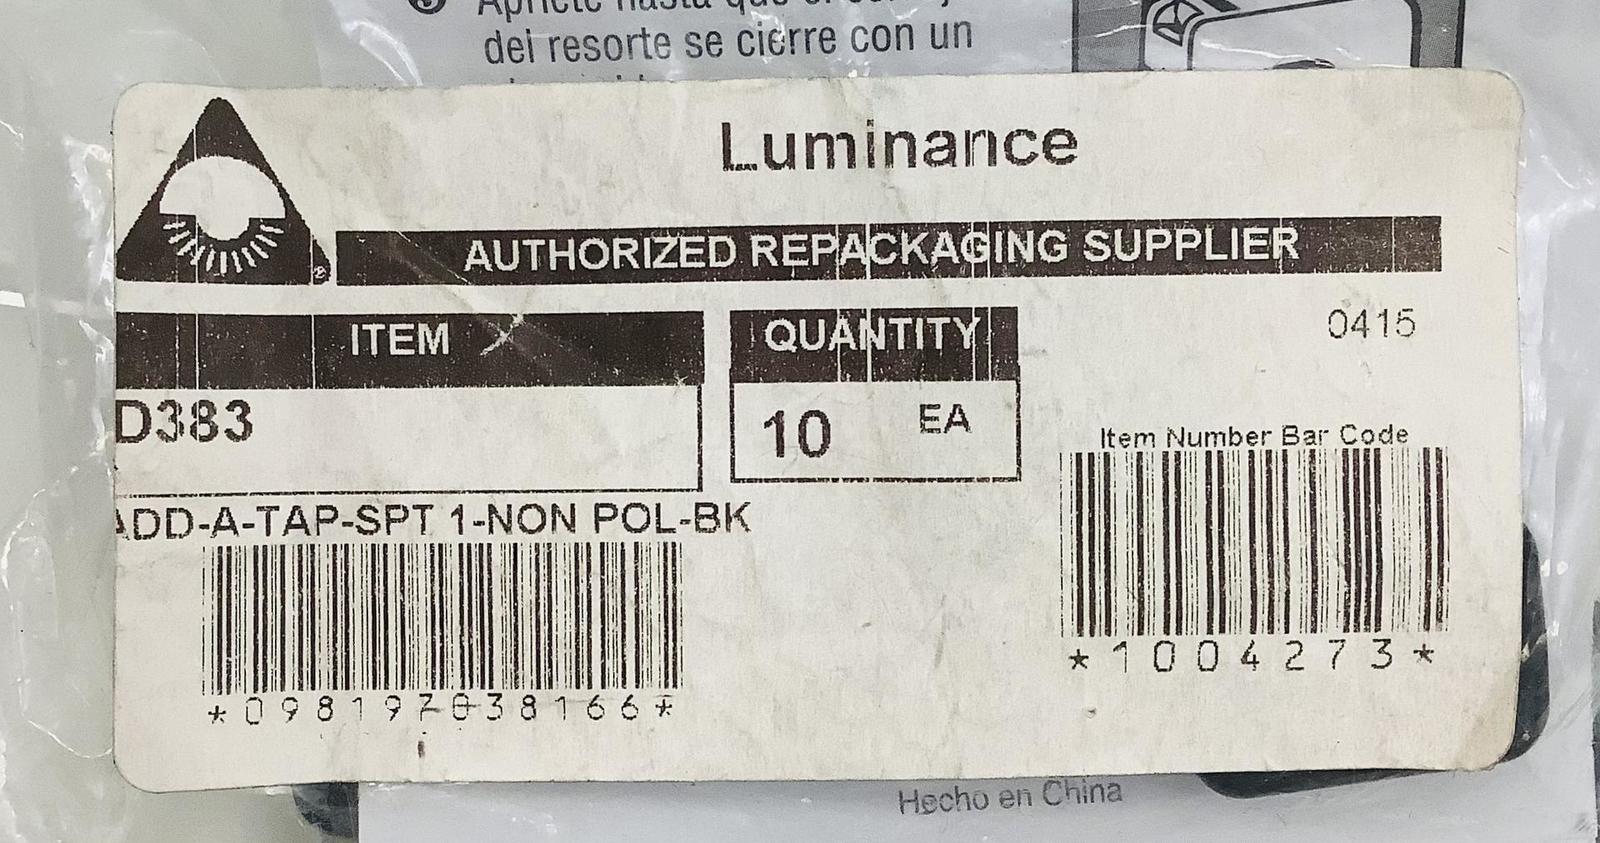 del resorte se cierre con un
Luminance
AUTHORIZED REPACKAGING SUPPLIER
ITEM
QUANTITY
0415
D383
10 EA
Item Number Bar Code
ADD-A-TAP-SPT 1-NON POL-BK
*1004273*
*098197038166*
Hecho en China